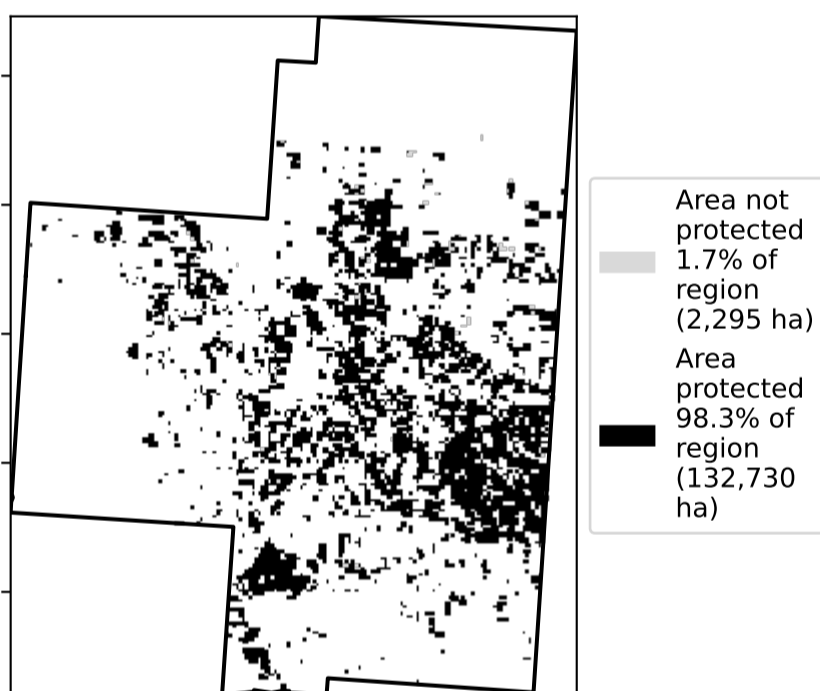 Area not
protected
1.7% of
region
(2,295 ha)
Area
protected
98.3% of
region
(132,730
ha)